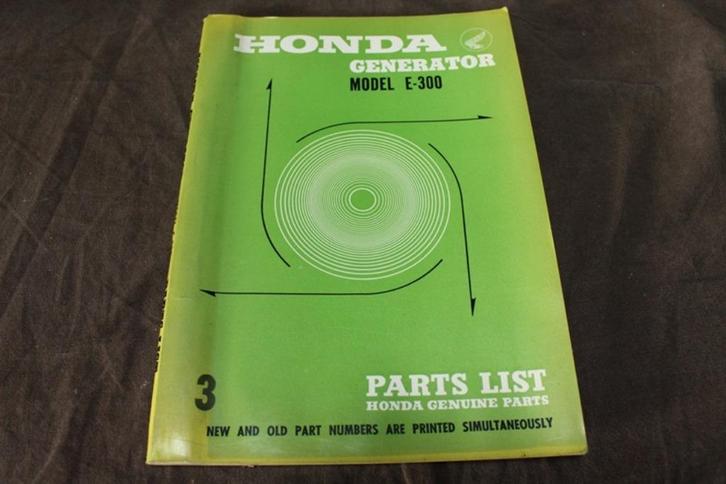 HONDA
GENERATOR
MODEL E-300
3
PARTS LIST
HONDA GENUINE PARTS
NEW AND OLD PART NUMBERS ARE PRINTED SIMULTANEOUSLY